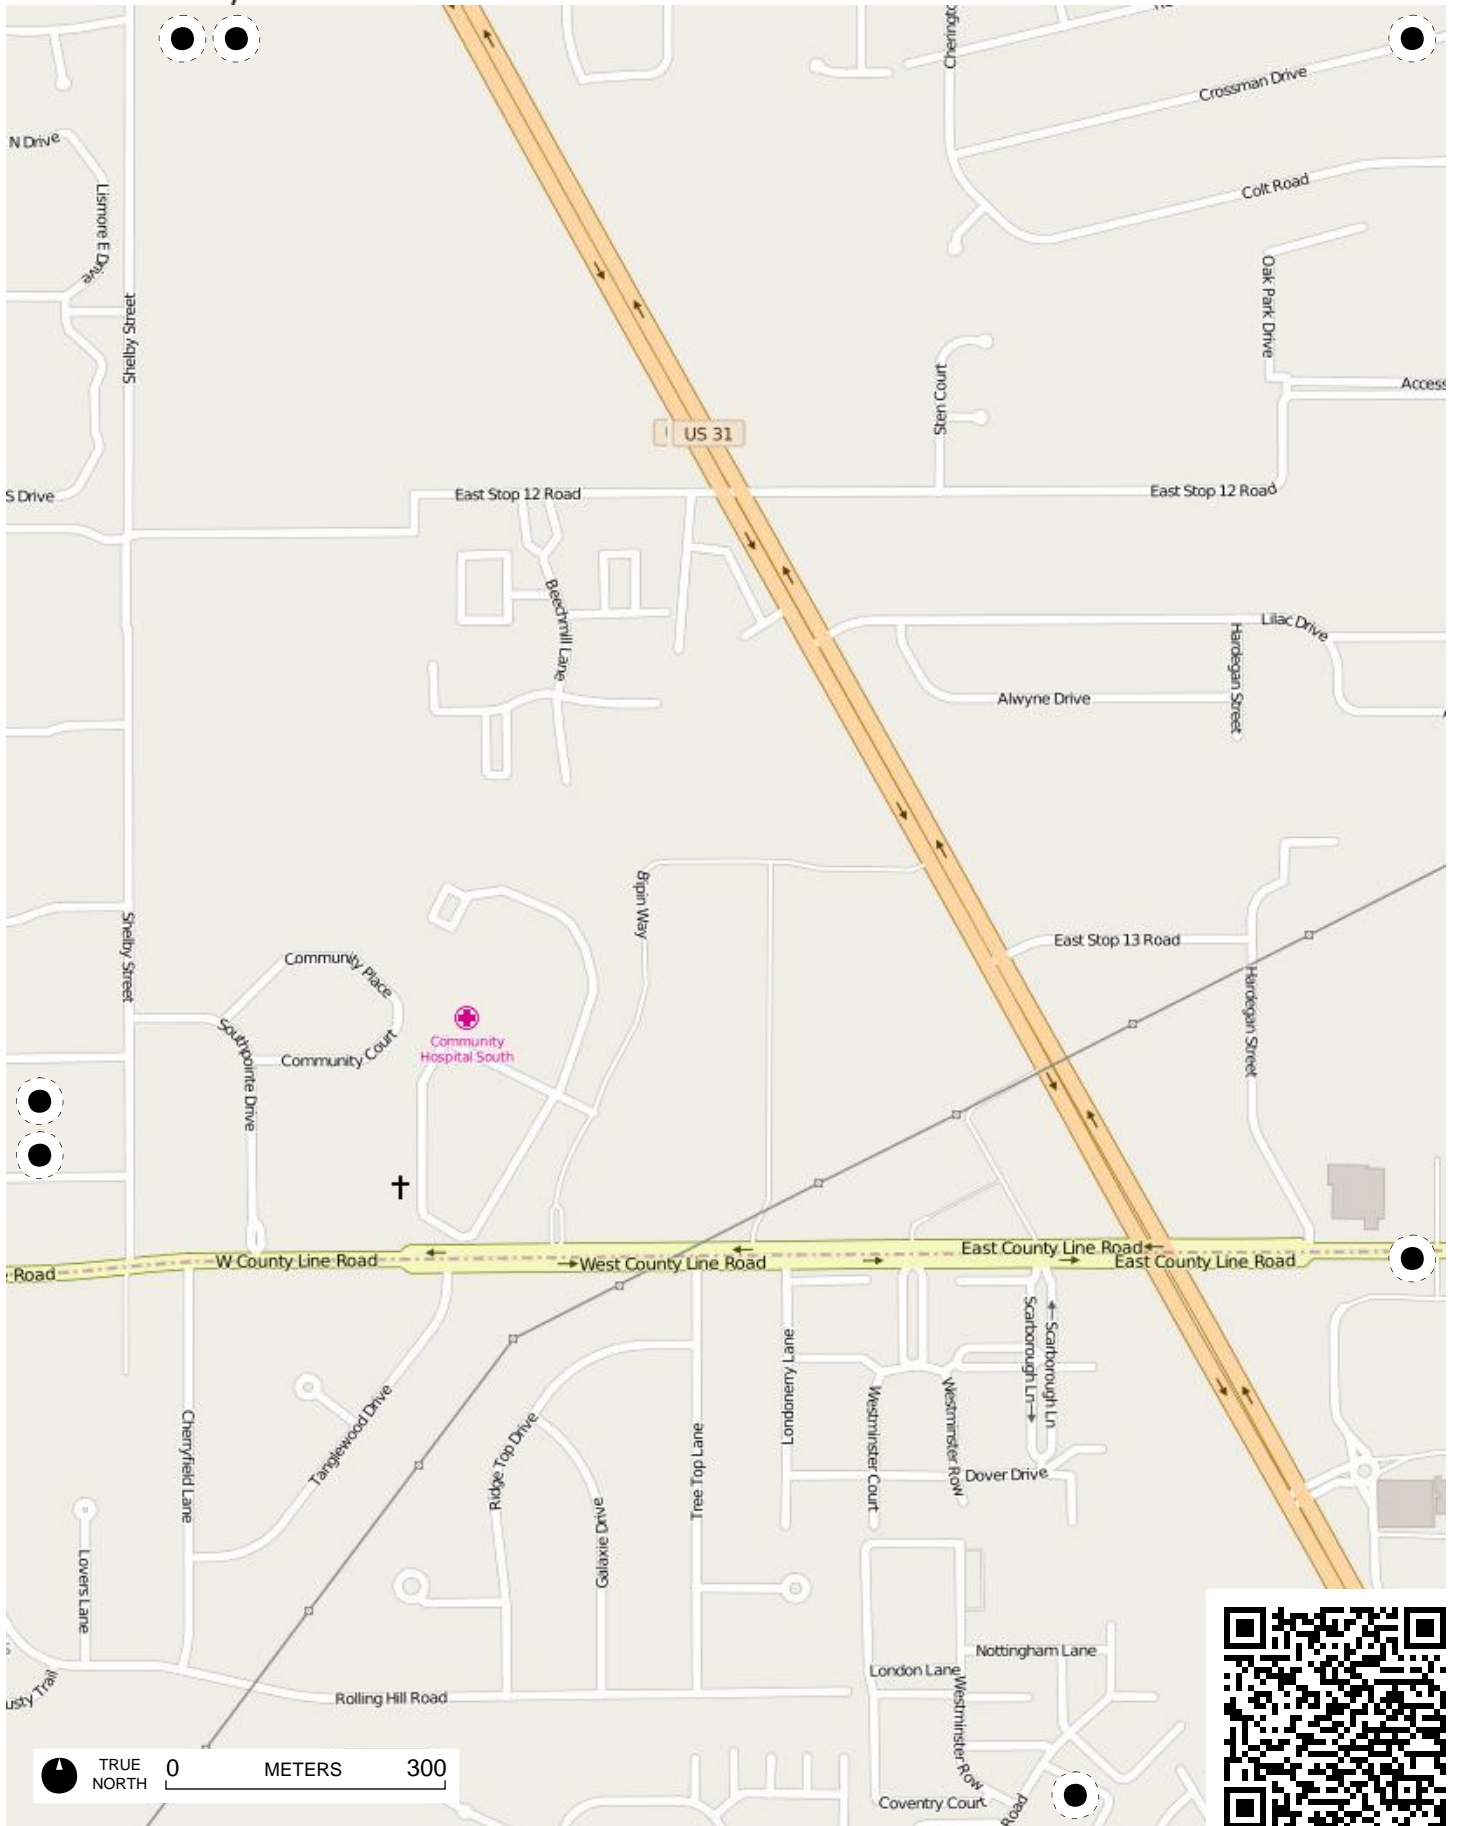 Cherington
Crossman Drive
N Drive
Colt Road
Lismore E Drive
Oak Park Drive
Shelby Street
Sten Court
Access
US 31
S Drive
East Stop 12 Road
East Stop 12 Road
Beechmill Lane
Lilac Drive
Hardegan Street
Alwyne Drive
Bipin Way
Shelby Street
East Stop 13 Road
Community Place
Hardegan Street
Southpointe Drive
Community
Hospital South
Community Court
East County Line Road
W County Line Road
West County Line Road
East County Line Road
Road
Scarborough Ln
Scarborough Ln
Londonerry Lane
Tanglewood Drive
Westminster Court
Westminster Row
Cherryfield Lane
Ridge Top Drive
Tree Top Lane
Dover Drive
Galaxie Drive
Lovers Lane
Nottingham Lane
London Lane
usty Trail
Rolling Hill Road
Westminster Row
TRUE
NORTH
0 METERS 300
Coventry Court
Road